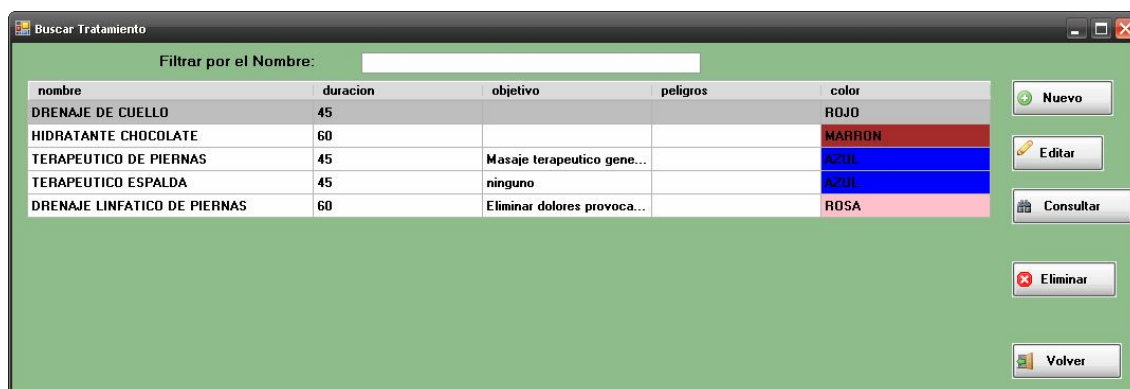 Buscar Tratamiento
Filtrar por el Nombre:
nombre duracion objetivo peligros color
DRENAJE DE CUELLO 45 ROJO
HIDRATANTE CHOCOLATE 60 MARRON
TERAPEUTICO DE PIERNAS 45 Masaje terapeutico gene... AZUL
TERAPEUTICO ESPALDA 45 ninguno AZUL
DRENAJE LINFATICO DE PIERNAS 60 Eliminar dolores provoca... ROSA
Nuevo
Editar
Consultar
Eliminar
Volver